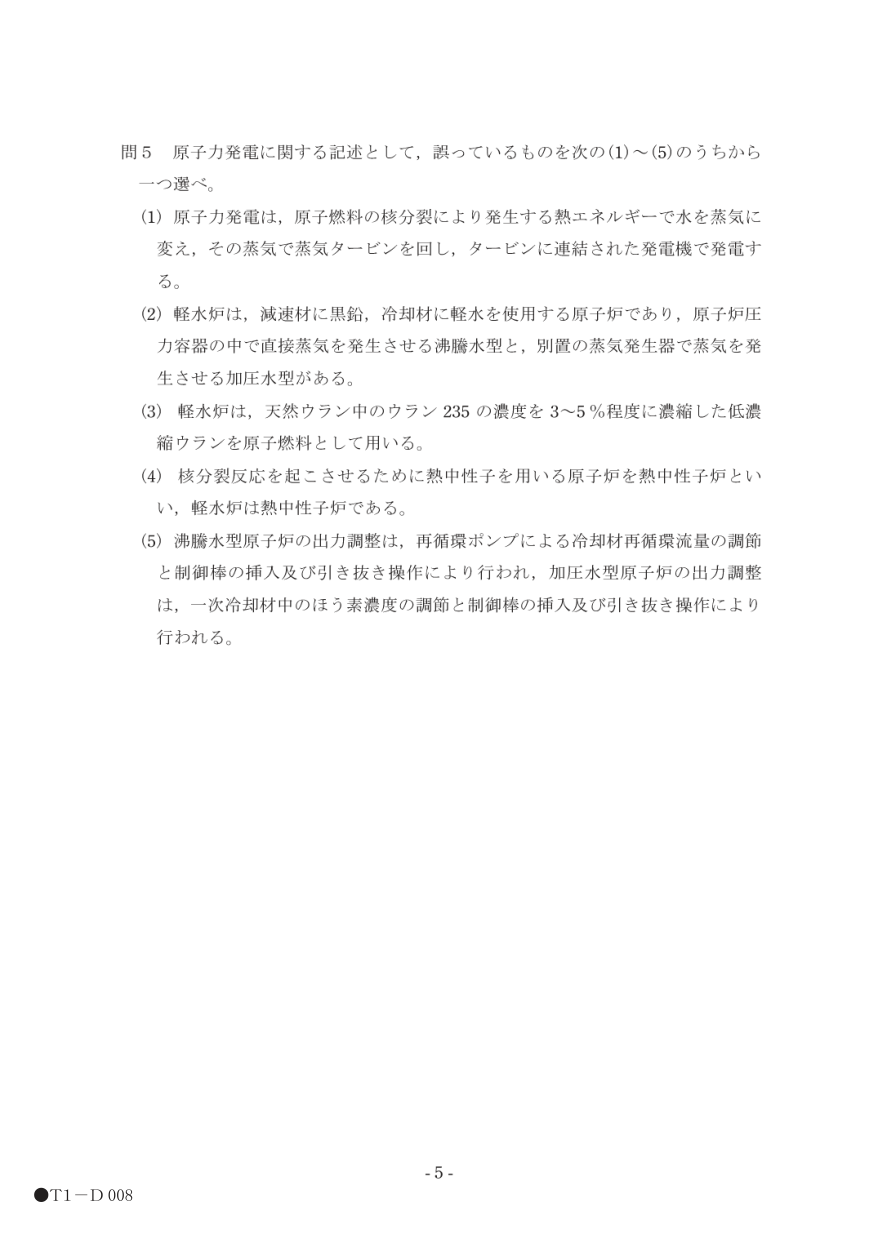 問５　原子力発電に関する記述として，誤っているものを次の(1)～(5)のうちから
一つ選べ。
(1)　原子力発電は，原子燃料の核分裂により発生する熱エネルギーで水を蒸気に
変え，その蒸気で蒸気タービンを回し，タービンに連結された発電機で発電す
る。
(2)　軽水炉は，減速材に黒鉛，冷却材に軽水を使用する原子炉であり，原子炉圧
力容器の中で直接蒸気を発生させる沸騰水型と，別置の蒸気発生器で蒸気を発
生させる加圧水型がある。
(3)　軽水炉は，天然ウラン中のウラン 235 の濃度を 3～5 %程度に濃縮した低濃
縮ウランを原子燃料として用いる。
(4)　核分裂反応を起こさせるために熱中性子を用いる原子炉を熱中性子炉とい
い，軽水炉は熱中性子炉である。
(5)　沸騰水型原子炉の出力調整は，再循環ポンプによる冷却材再循環流量の調節
と制御棒の挿入及び引き抜き操作により行われ，加圧水型原子炉の出力調整
は，一次冷却材中のほう素濃度の調節と制御棒の挿入及び引き抜き操作により
行われる。
- 5 -
●T1－D 008